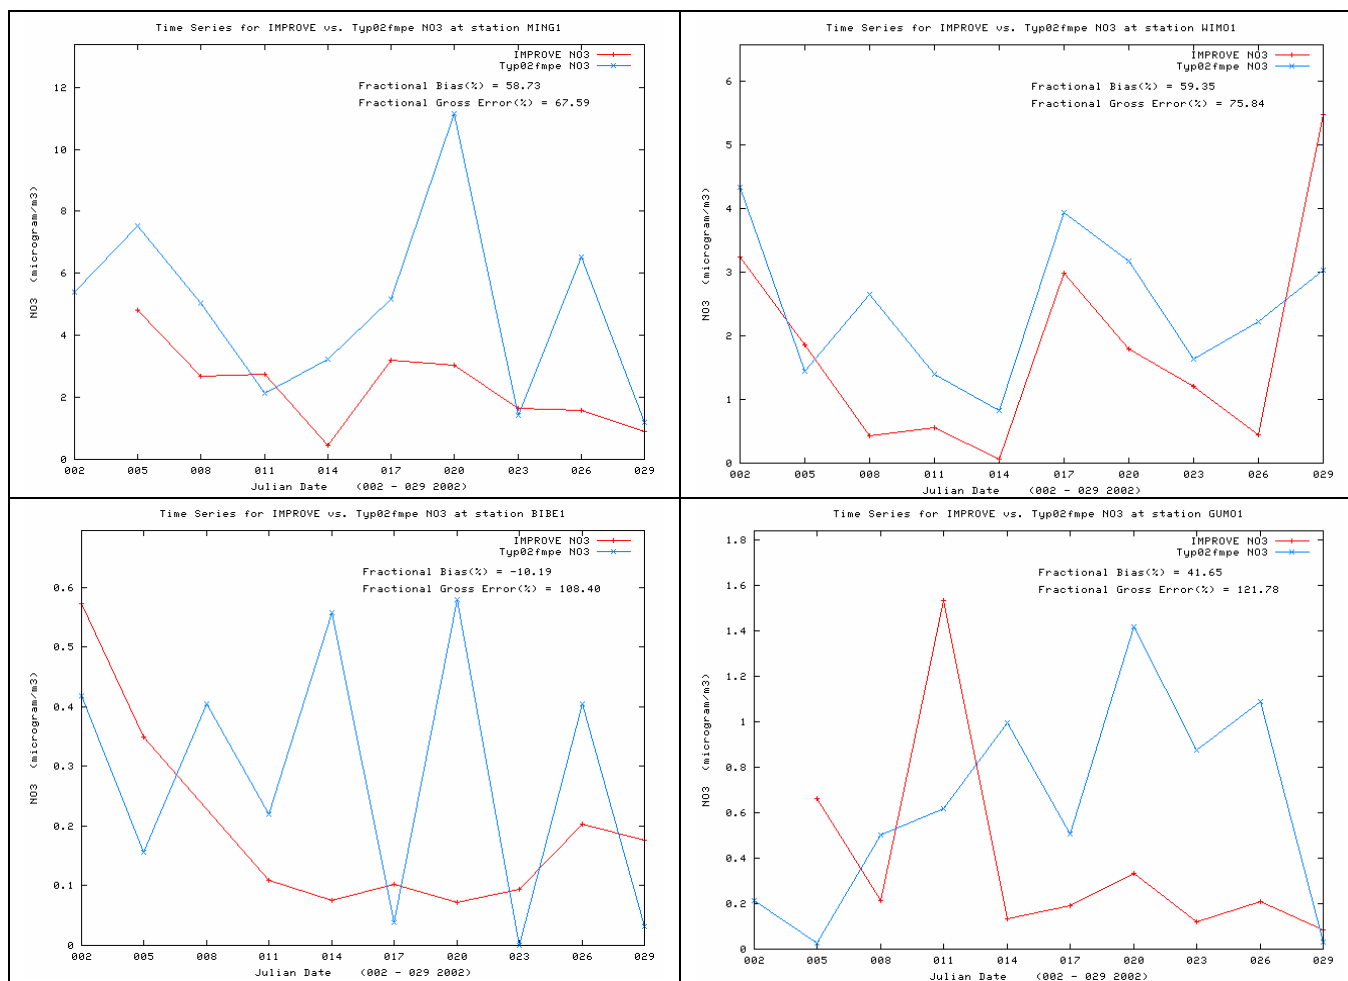 Time Series for IMPROVE vs. Typ02fmpe NO3 at station MING1
IMPROVE NO3
Typ02fmpe NO3
Fractional Bias(%) = 58.73
Fractional Gross Error(%) = 67.59
12
10
8
6
4
2
0
NO3 (microgram/m3)
002 005 008 011 014 017 020 023 026 029
Julian Date (002 - 029 2002)
Time Series for IMPROVE vs. Typ02fmpe NO3 at station WIMO1
IMPROVE NO3
Typ02fmpe NO3
Fractional Bias(%) = 59.35
Fractional Gross Error(%) = 75.84
6
5
4
3
2
1
0
NO3 (microgram/m3)
002 005 008 011 014 017 020 023 026 029
Julian Date (002 - 029 2002)
Time Series for IMPROVE vs. Typ02fmpe NO3 at station BIBE1
IMPROVE NO3
Typ02fmpe NO3
Fractional Bias(%) = -10.19
Fractional Gross Error(%) = 108.40
0.6
0.5
0.4
0.3
0.2
0.1
0
NO3 (microgram/m3)
002 005 008 011 014 017 020 023 026 029
Julian Date (002 - 029 2002)
Time Series for IMPROVE vs. Typ02fmpe NO3 at station GUMO1
IMPROVE NO3
Typ02fmpe NO3
Fractional Bias(%) = 41.65
Fractional Gross Error(%) = 121.78
1.8
1.6
1.4
1.2
1
0.8
0.6
0.4
0.2
0
NO3 (microgram/m3)
002 005 008 011 014 017 020 023 026 029
Julian Date (002 - 029 2002)